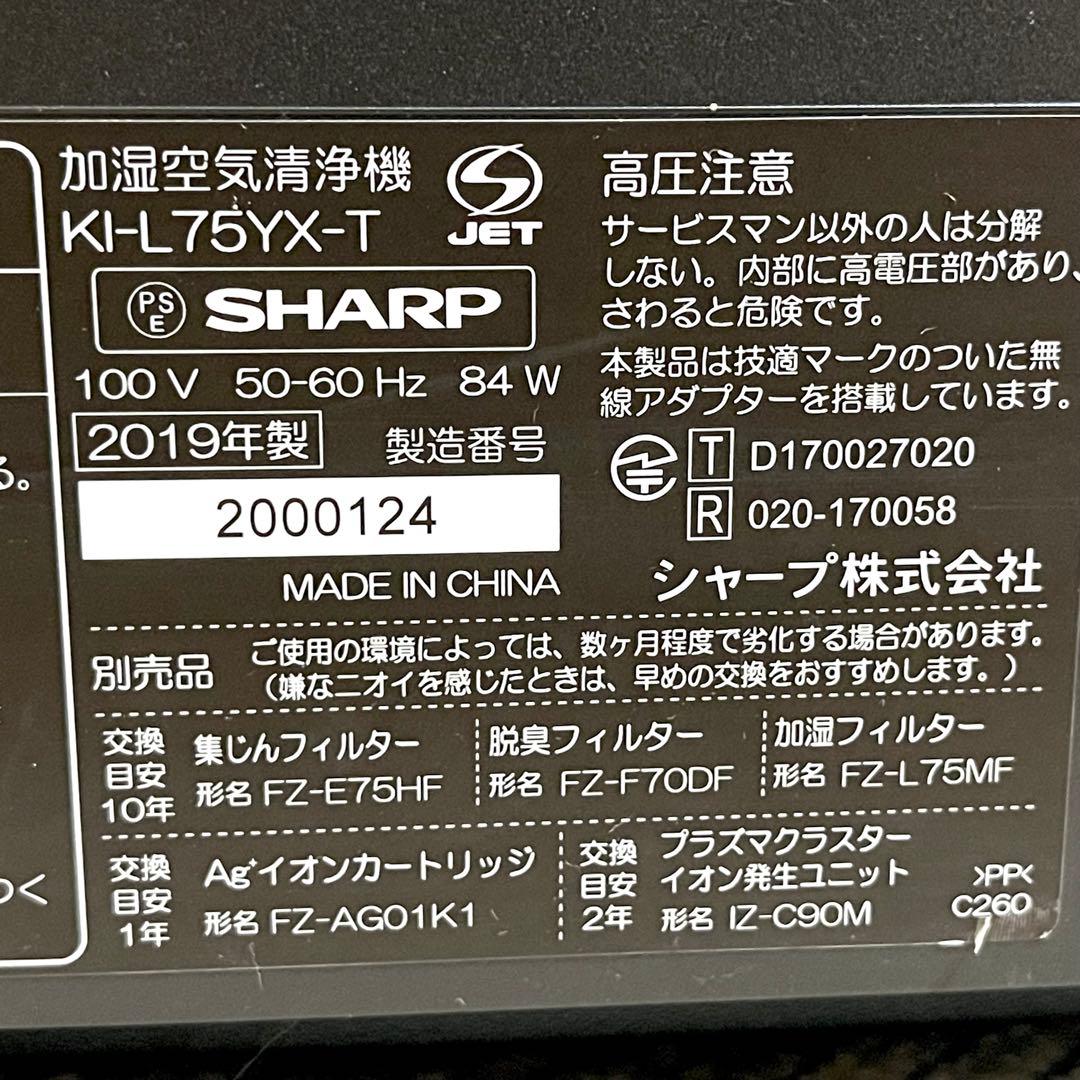 加湿空気清浄機
KI-L75YX-T
JET
PS
E
SHARP
100 V 50-60 Hz 84 W
2019年製 製造番号
2000124
MADE IN CHINA
高圧注意
サービスマン以外の人は分解
しない。内部に高電圧部があり、
さわると危険です。
本製品は技適マークのついた無
線アダプターを搭載しています。
T D170027020
R 020-170058
シャープ株式会社
る。
別売品
ご使用の環境によっては、数ヶ月程度で劣化する場合があります。
(嫌なニオイを感じたときは、早めの交換をおすすめします。)
交換
目安
10年
集じんフィルター
形名 FZ-E75HF
脱臭フィルター
形名 FZ-F70DF
加湿フィルター
形名 FZ-L75MF
交換
目安
1年
Ag⁺イオンカートリッジ
形名 FZ-AG01K1
交換
目安
2年
プラズマクラスター
イオン発生ユニット
形名 IZ-C90M
>PP<
C260